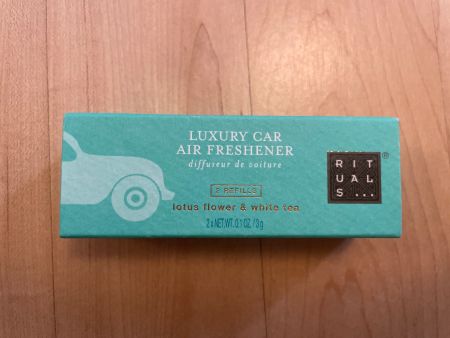 LUXURY CAR
AIR FRESHENER
diffuseur de voiture
2 REFILLS
lotus flower & white tea
2 x NET.WT. 0.1 OZ. / 3g
RIT
UAL
S...
®